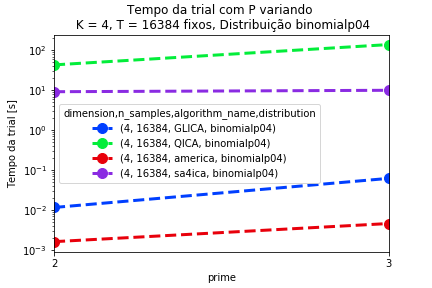 Tempo da trial com P variando
K = 4, T = 16384 fixos, Distribuição binomialp04
Tempo da trial [s]
10²
10¹
10⁰
10⁻¹
10⁻²
10⁻³
dimension,n_samples,algorithm_name,distribution
(4, 16384, GLICA, binomialp04)
(4, 16384, QICA, binomialp04)
(4, 16384, america, binomialp04)
(4, 16384, sa4ica, binomialp04)
2
3
prime